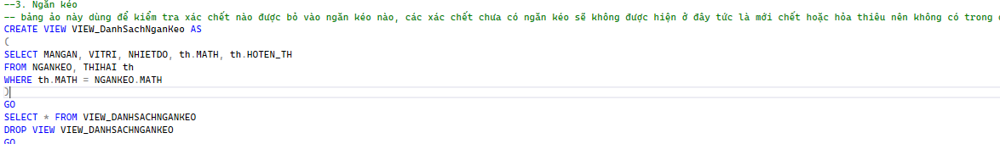 --3. Ngăn kéo
-- bảng ảo này dùng để kiểm tra xác chết nào được bỏ vào ngăn kéo nào, các xác chết chưa có ngăn kéo sẽ không được hiện ở đây tức là mới chết hoặc hỏa thiêu nên không có trong
CREATE VIEW VIEW_DanhSachNganKeo AS
(
SELECT MANGAN, VITRI, NHIETDO, th.MATH, th.HOTEN_TH
FROM NGANKEO, THIHAI th
WHERE th.MATH = NGANKEO.MATH
)
GO
SELECT * FROM VIEW_DANHSACHNGANKEO
DROP VIEW VIEW_DANHSACHNGANKEO
GO